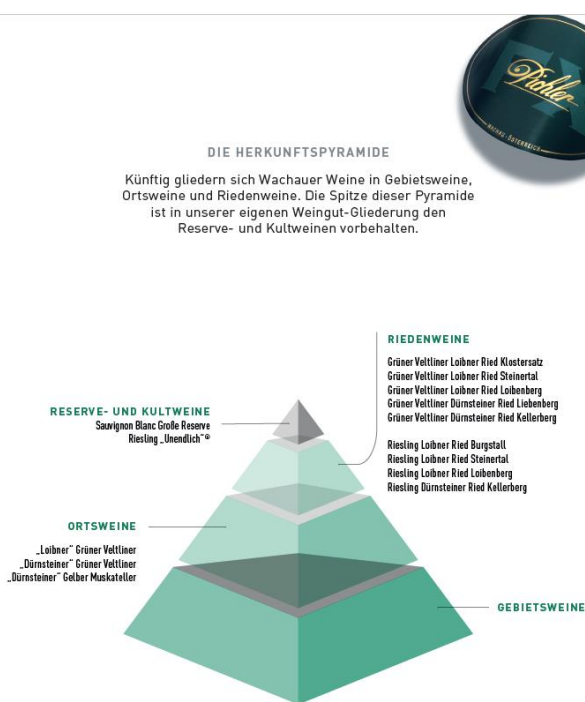 FX
Pichler
WACHAU · ÖSTERREICH
DIE HERKUNFTSPYRAMIDE
Künftig gliedern sich Wachauer Weine in Gebietsweine,
Ortsweine und Riedenweine. Die Spitze dieser Pyramide
ist in unserer eigenen Weingut-Gliederung den
Reserve- und Kultweinen vorbehalten.
RIEDENWEINE
Grüner Veltliner Loibner Ried Klostersatz
Grüner Veltliner Loibner Ried Steinertal
Grüner Veltliner Loibner Ried Loibenberg
Grüner Veltliner Dürnsteiner Ried Liebenberg
Grüner Veltliner Dürnsteiner Ried Kellerberg
Riesling Loibner Ried Burgstall
Riesling Loibner Ried Steinertal
Riesling Loibner Ried Loibenberg
Riesling Dürnsteiner Ried Kellerberg
RESERVE- UND KULTWEINE
Sauvignon Blanc Große Reserve
Riesling „Unendlich“®
ORTSWEINE
„Loibner“ Grüner Veltliner
„Dürnsteiner“ Grüner Veltliner
„Dürnsteiner“ Gelber Muskateller
GEBIETSWEINE